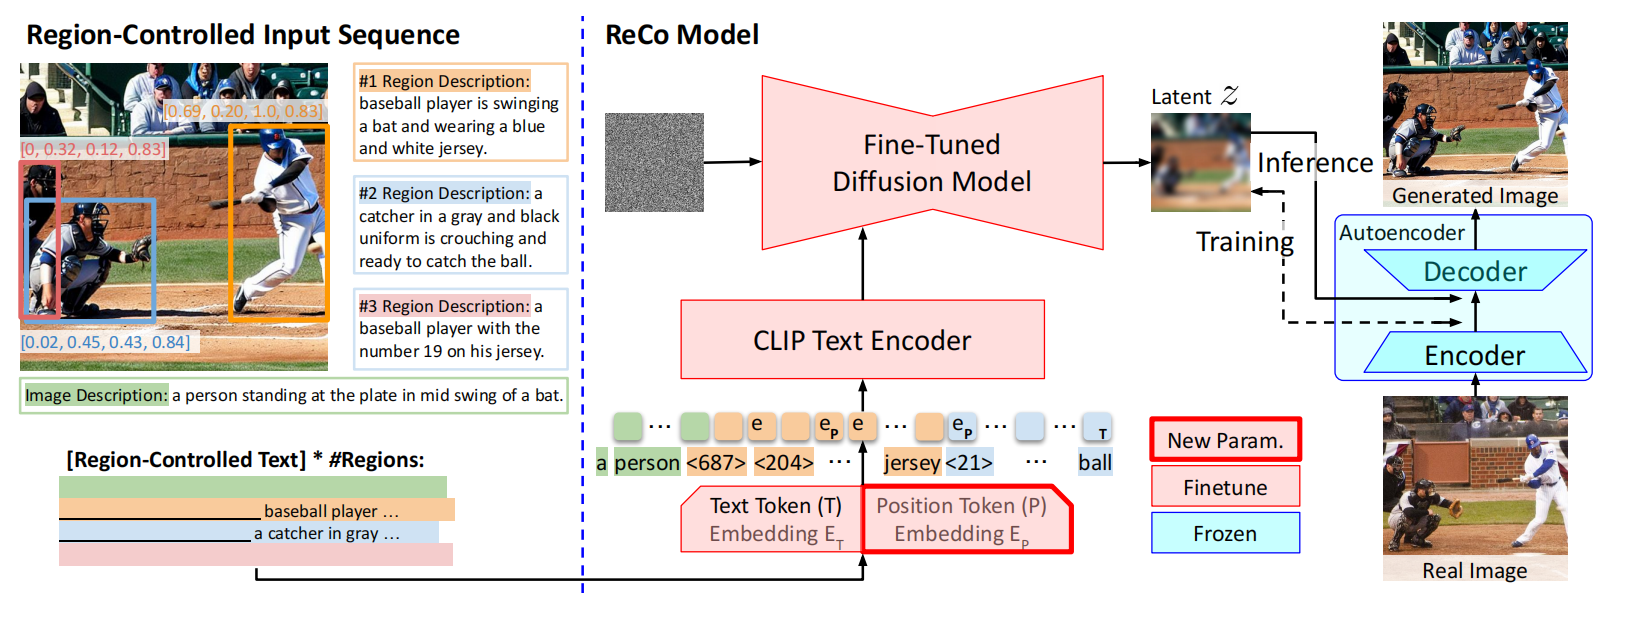 Region-Controlled Input Sequence
[0.69, 0.20, 1.0, 0.83]
[0, 0.32, 0.12, 0.83]
[0.02, 0.45, 0.43, 0.84]
#1 Region Description:
baseball player is swinging
a bat and wearing a blue
and white jersey.
#2 Region Description: a
catcher in a gray and black
uniform is crouching and
ready to catch the ball.
#3 Region Description: a
baseball player with the
number 19 on his jersey.
Image Description: a person standing at the plate in mid swing of a bat.
[Region-Controlled Text] * #Regions:
baseball player ...
a catcher in gray ...
ReCo Model
Fine-Tuned
Diffusion Model
CLIP Text Encoder
... e e_P e ... e_P ... ... T
a person <687> <204> ... jersey <21> ... ball
Text Token (T)
Embedding E_T
Position Token (P)
Embedding E_P
Latent z
Inference
Training
Generated Image
Autoencoder
Decoder
Encoder
Real Image
New Param.
Finetune
Frozen